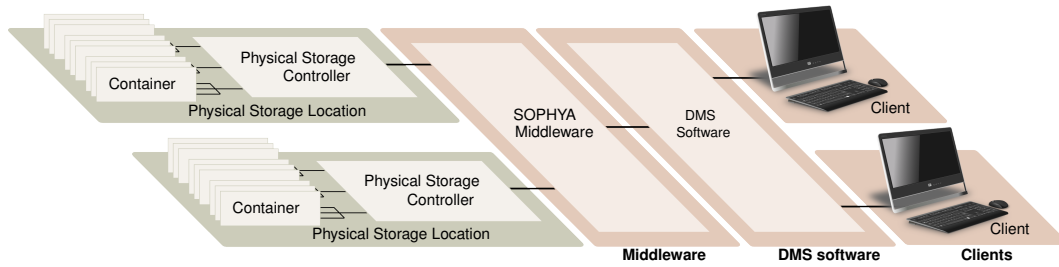 Container
Physical Storage
Controller
Physical Storage Location
SOPHYA
Middleware
DMS
Software
Client
Container
Physical Storage
Controller
Physical Storage Location
Client
Middleware
DMS software
Clients